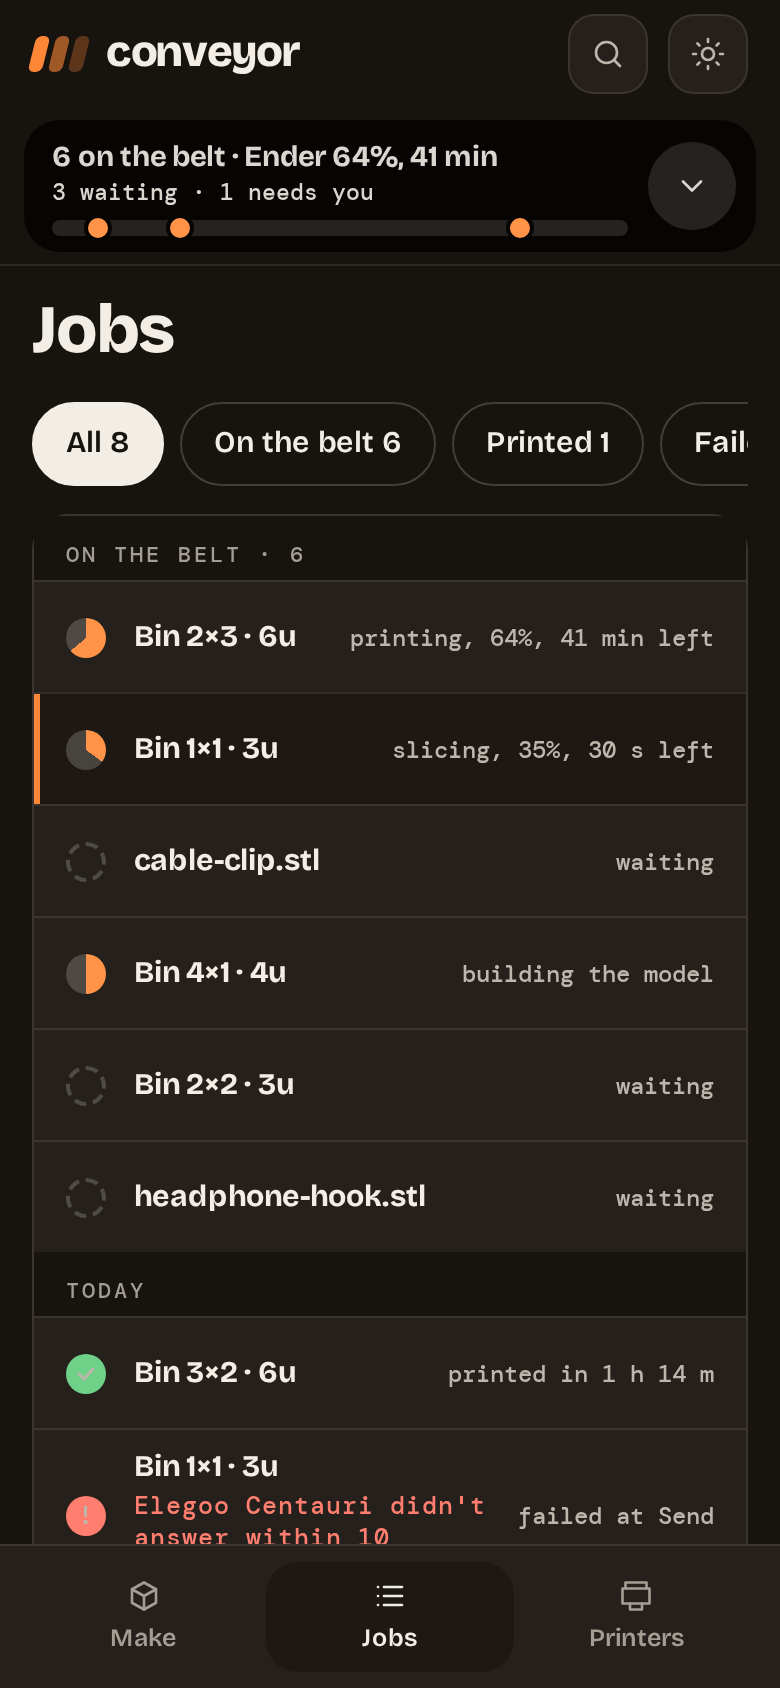 conveyor
6 on the belt · Ender 64%, 41 min
3 waiting · 1 needs you
Jobs
All 8
On the belt 6
Printed 1
Faile
ON THE BELT · 6
Bin 2×3 · 6u
printing, 64%, 41 min left
Bin 1×1 · 3u
slicing, 35%, 30 s left
cable-clip.stl
waiting
Bin 4×1 · 4u
building the model
Bin 2×2 · 3u
waiting
headphone-hook.stl
waiting
TODAY
Bin 3×2 · 6u
printed in 1 h 14 m
Bin 1×1 · 3u
Elegoo Centauri didn't
answer within 10
failed at Send
Make
Jobs
Printers